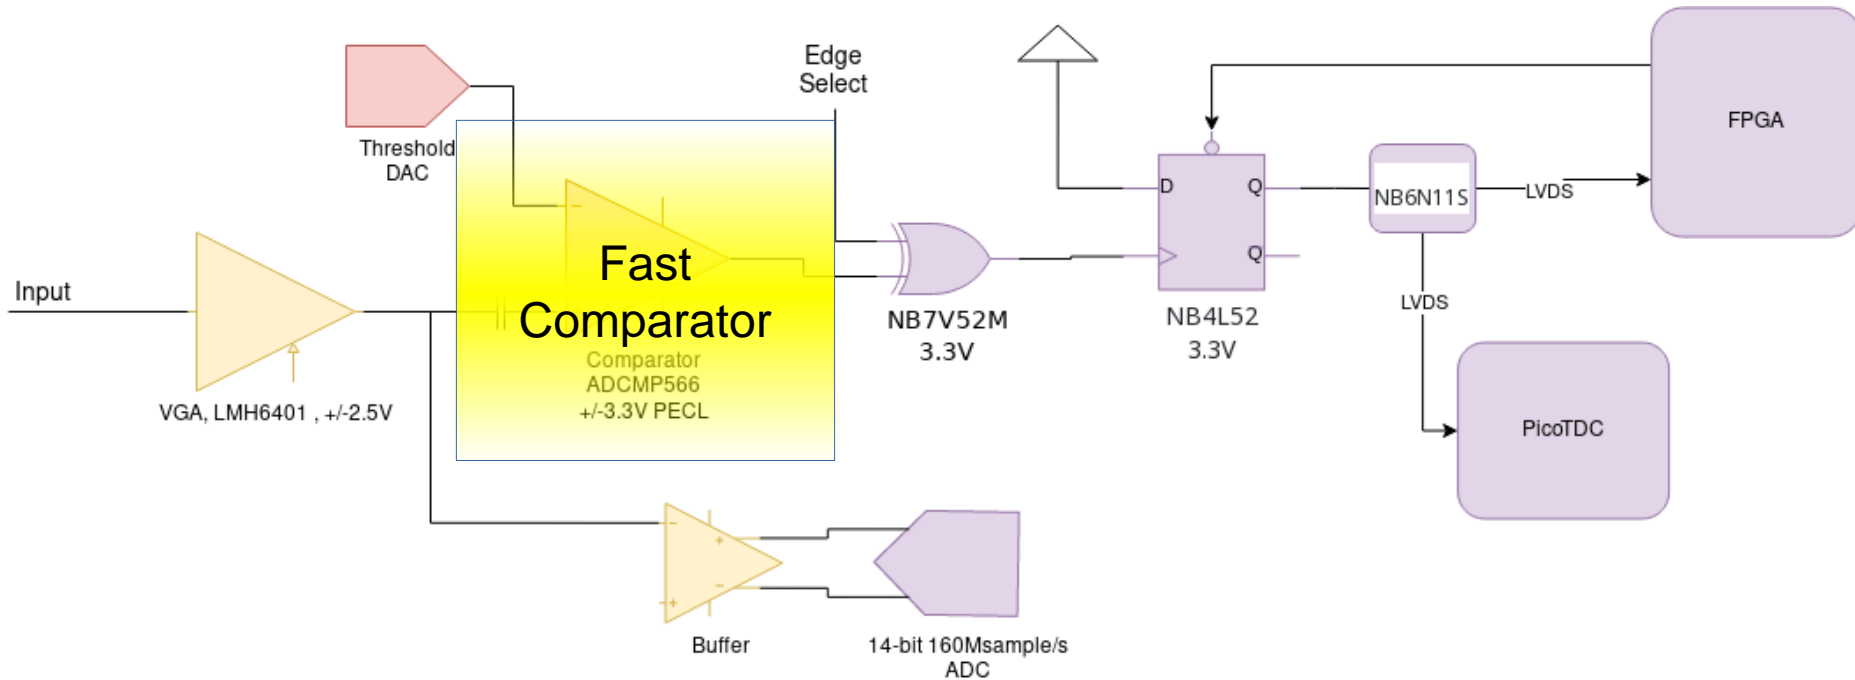 Edge
Select
Threshold
DAC
FPGA
Input
Fast
Comparator
Comparator
ADCMP566
+/-3.3V PECL
VGA, LMH6401 , +/-2.5V
NB7V52M
3.3V
D
Q
Q
NB4L52
3.3V
NB6N11S
LVDS
LVDS
PicoTDC
Buffer
14-bit 160Msample/s
ADC